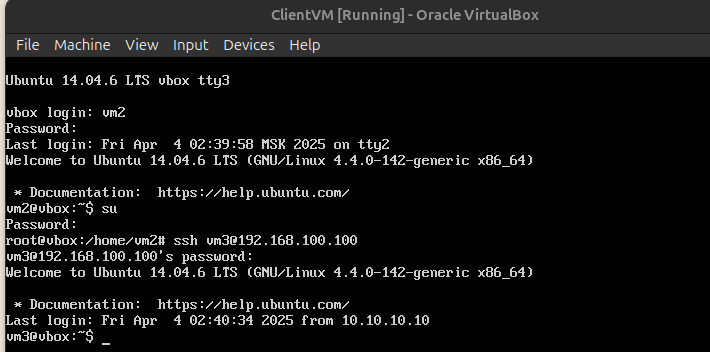 ClientVM [Running] - Oracle VirtualBox
File Machine View Input Devices Help
Ubuntu 14.04.6 LTS vbox tty3
vbox login: vm2
Password:
Last login: Fri Apr  4 02:39:58 MSK 2025 on tty2
Welcome to Ubuntu 14.04.6 LTS (GNU/Linux 4.4.0-142-generic x86_64)
 * Documentation:  https://help.ubuntu.com/
vm2@vbox:~$ su
Password:
root@vbox:/home/vm2# ssh vm3@192.168.100.100
vm3@192.168.100.100's password:
Welcome to Ubuntu 14.04.6 LTS (GNU/Linux 4.4.0-142-generic x86_64)
 * Documentation:  https://help.ubuntu.com/
Last login: Fri Apr  4 02:40:34 2025 from 10.10.10.10
vm3@vbox:~$ _